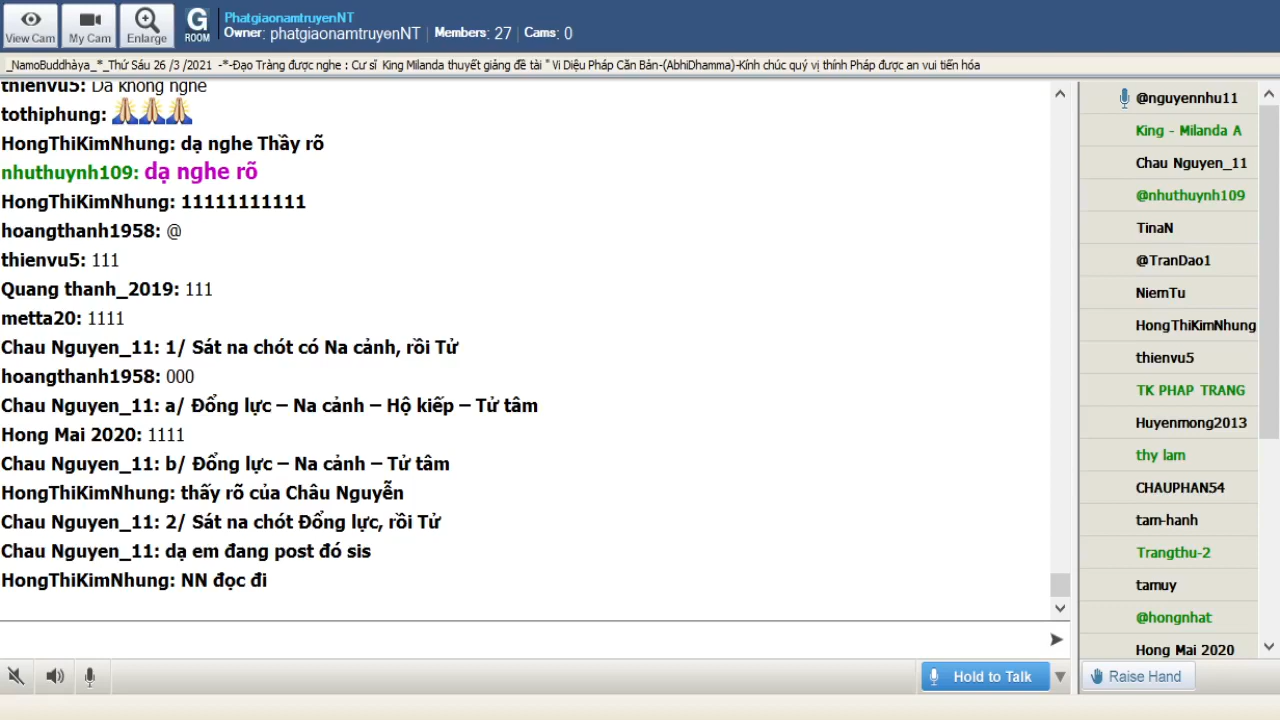 View Cam
My Cam
Enlarge
G
ROOM
PhatgiaonamtruyenNT
Owner: phatgiaonamtruyenNT | Members: 27 | Cams: 0
_NamoBuddhàya_*_Thứ Sáu 26 /3 /2021 -*-Đạo Tràng được nghe : Cư sĩ King Milanda thuyết giảng đề tài " Vi Diệu Pháp Căn Bản-(AbhiDhamma)-Kính chúc quý vị thính Pháp được an vui tiến hóa
thienvu5: Dạ không nghe
tothiphung:
HongThiKimNhung: dạ nghe Thầy rõ
nhuthuynh109: dạ nghe rõ
HongThiKimNhung: 11111111111
hoangthanh1958: @
thienvu5: 111
Quang thanh_2019: 111
metta20: 1111
Chau Nguyen_11: 1/ Sát na chót có Na cảnh, rồi Tử
hoangthanh1958: 000
Chau Nguyen_11: a/ Đổng lực – Na cảnh – Hộ kiếp – Tử tâm
Hong Mai 2020: 1111
Chau Nguyen_11: b/ Đổng lực – Na cảnh – Tử tâm
HongThiKimNhung: thấy rõ của Châu Nguyễn
Chau Nguyen_11: 2/ Sát na chót Đổng lực, rồi Tử
Chau Nguyen_11: dạ em đang post đó sis
HongThiKimNhung: NN đọc đi
@nguyennhu11
King - Milanda A
Chau Nguyen_11
@nhuthuynh109
TinaN
@TranDao1
NiemTu
HongThiKimNhung
thienvu5
TK PHAP TRANG
Huyenmong2013
thy lam
CHAUPHAN54
tam-hanh
Trangthu-2
tamuy
@hongnhat
Hong Mai 2020
Hold to Talk
Raise Hand